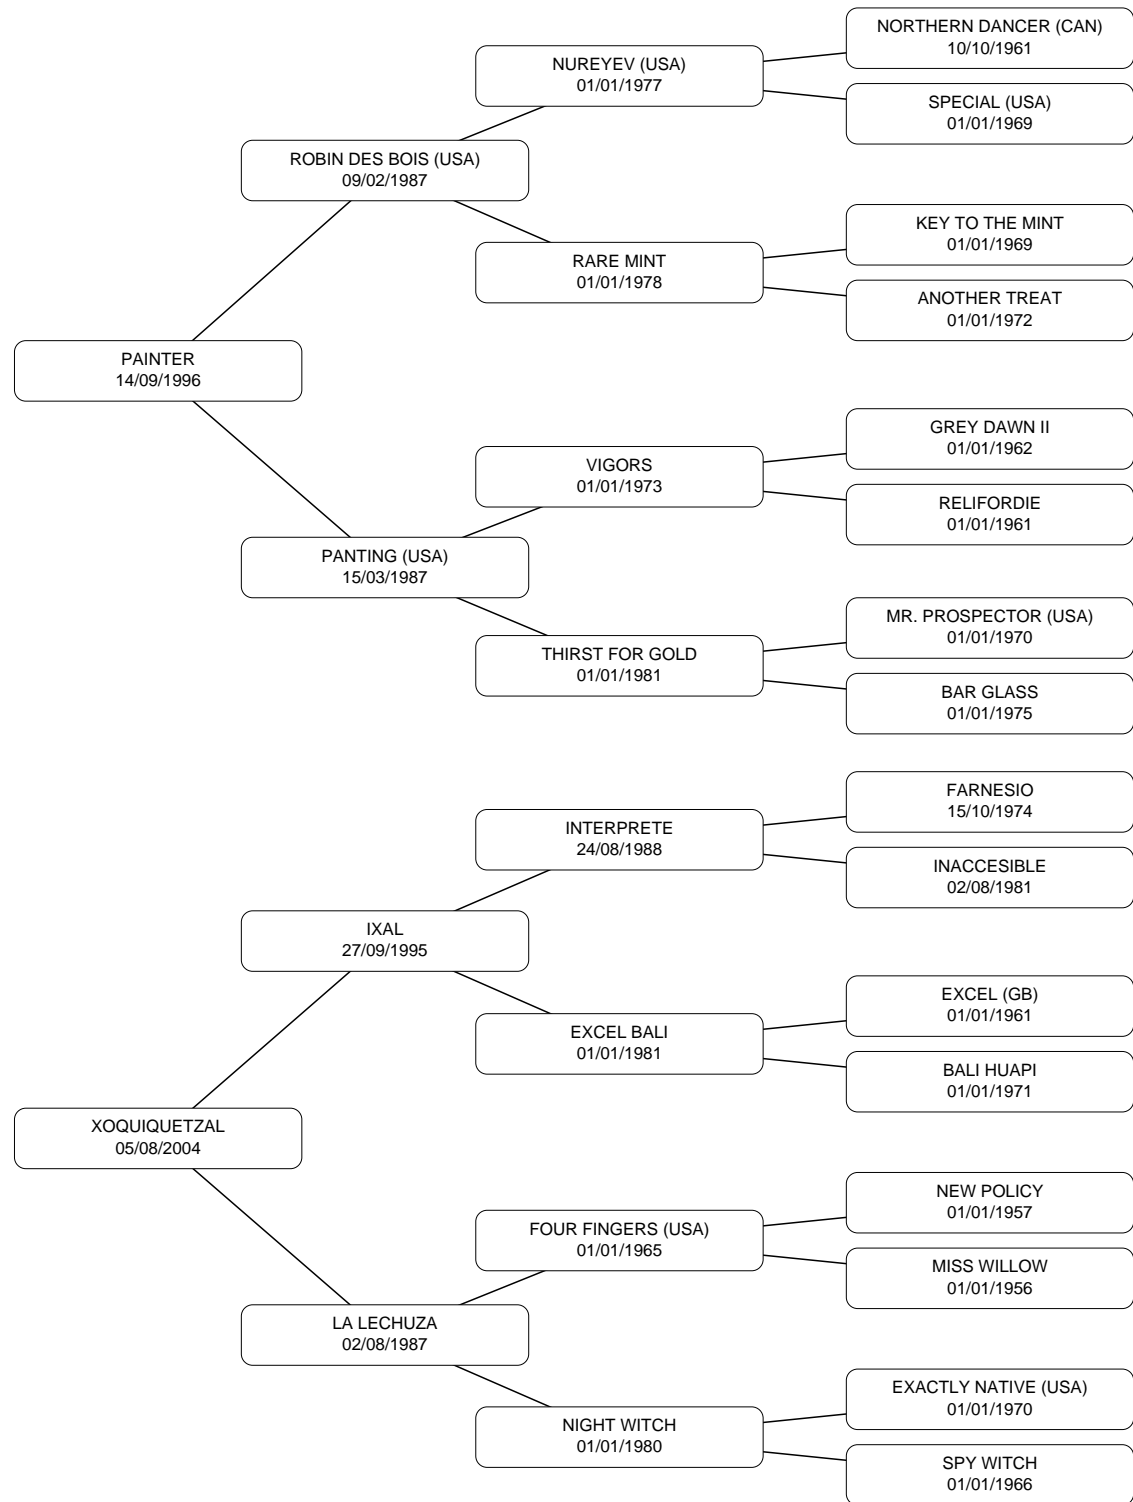 NORTHERN DANCER (CAN)
10/10/1961
NUREYEV (USA)
01/01/1977
SPECIAL (USA)
01/01/1969
ROBIN DES BOIS (USA)
09/02/1987
KEY TO THE MINT
01/01/1969
RARE MINT
01/01/1978
ANOTHER TREAT
01/01/1972
PAINTER
14/09/1996
GREY DAWN II
01/01/1962
VIGORS
01/01/1973
RELIFORDIE
01/01/1961
PANTING (USA)
15/03/1987
MR. PROSPECTOR (USA)
01/01/1970
THIRST FOR GOLD
01/01/1981
BAR GLASS
01/01/1975
FARNESIO
15/10/1974
INTERPRETE
24/08/1988
INACCESIBLE
02/08/1981
IXAL
27/09/1995
EXCEL (GB)
01/01/1961
EXCEL BALI
01/01/1981
BALI HUAPI
01/01/1971
XOQUIQUETZAL
05/08/2004
NEW POLICY
01/01/1957
FOUR FINGERS (USA)
01/01/1965
MISS WILLOW
01/01/1956
LA LECHUZA
02/08/1987
EXACTLY NATIVE (USA)
01/01/1970
NIGHT WITCH
01/01/1980
SPY WITCH
01/01/1966